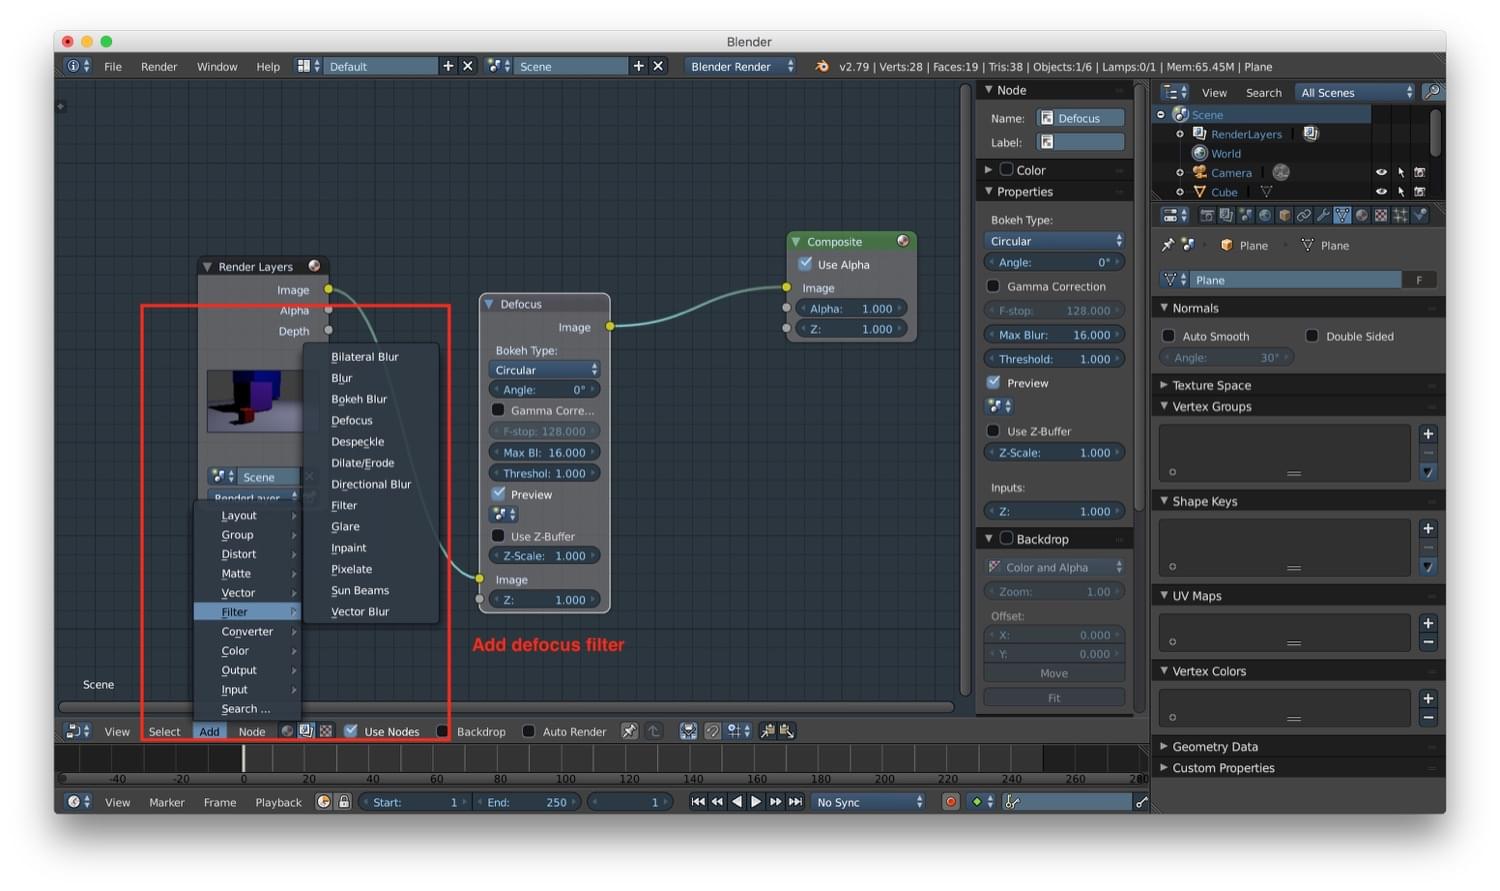 Blender
File Render Window Help Default Scene Blender Render v2.79 | Verts:28 | Faces:19 | Tris:38 | Objects:1/6 | Lamps:0/1 | Mem:65.45M | Plane
View Search All Scenes
Scene
RenderLayers
World
Camera
Cube
Plane Plane
Plane F
Normals
Auto Smooth Double Sided
Angle: 30°
Texture Space
Vertex Groups
Shape Keys
UV Maps
Vertex Colors
Geometry Data
Custom Properties
Node
Name: Defocus
Label:
Color
Properties
Bokeh Type:
Circular
Angle: 0°
Gamma Correction
F-stop: 128.000
Max Blur: 16.000
Threshold: 1.000
Preview
Use Z-Buffer
Z-Scale: 1.000
Inputs:
Z: 1.000
Backdrop
Color and Alpha
Zoom: 1.00
Offset:
X: 0.000
Y: 0.000
Move
Fit
Composite
Use Alpha
Image
Alpha: 1.000
Z: 1.000
Render Layers
Image
Alpha
Depth
Scene
RenderLayer
Defocus
Image
Bokeh Type:
Circular
Angle: 0°
Gamma Corre...
F-stop: 128.000
Max Bl: 16.000
Threshol: 1.000
Preview
Use Z-Buffer
Z-Scale: 1.000
Image
Z: 1.000
Bilateral Blur
Blur
Bokeh Blur
Defocus
Despeckle
Dilate/Erode
Directional Blur
Filter
Glare
Inpaint
Pixelate
Sun Beams
Vector Blur
Layout
Group
Distort
Matte
Vector
Filter
Converter
Color
Output
Input
Search ...
Add defocus filter
Scene
View Select Add Node Use Nodes Backdrop Auto Render
-40 -20 0 20 40 60 80 100 120 140 160 180 200 220 240 260 280
View Marker Frame Playback Start: 1 End: 250 1 No Sync